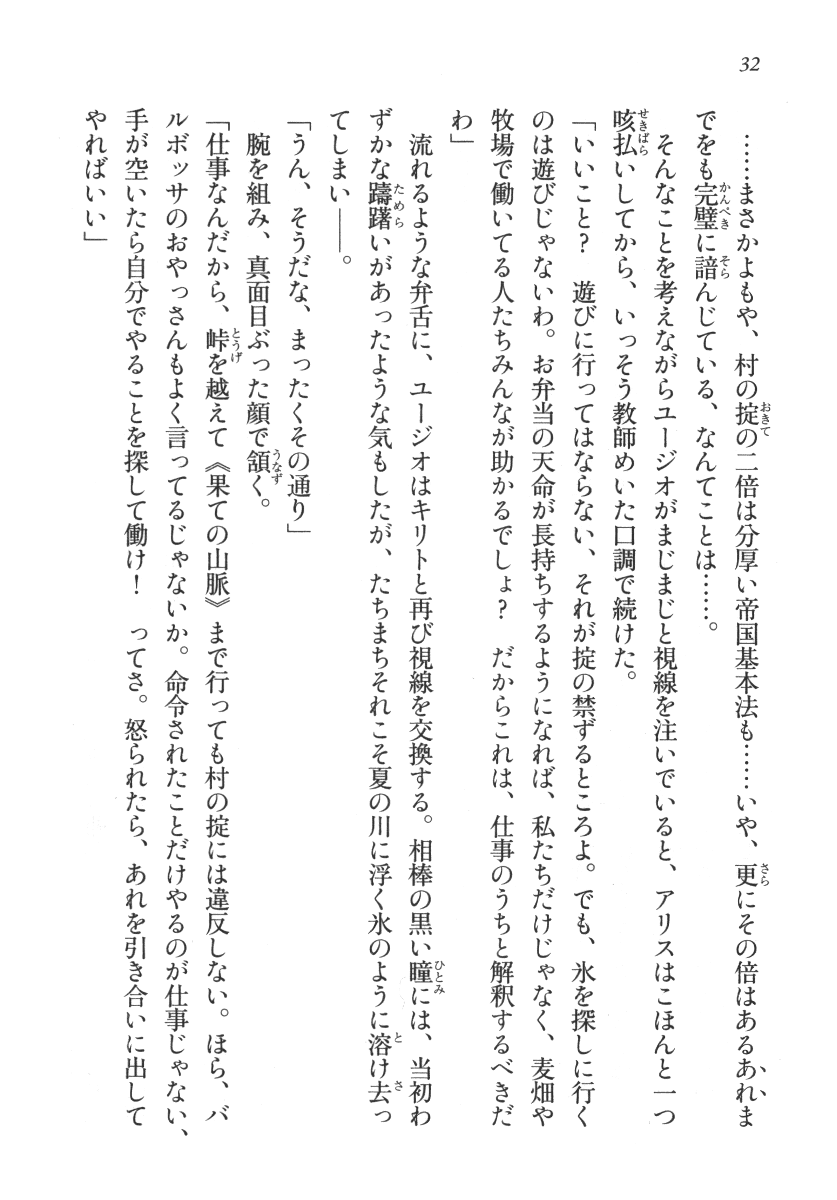 32
……まさかよもや、村の掟の二倍は分厚い帝国基本法も……いや、更にその倍はあるあれま
でをも完璧に諳んじている、なんてことは……。
そんなことを考えながらユージオがまじまじと視線を注いでいると、アリスはこほんと一つ
咳払いしてから、いっそう教師めいた口調で続けた。
「いいこと？　遊びに行ってはならない、それが掟の禁ずるところよ。でも、氷を探しに行く
のは遊びじゃないわ。お弁当の天命が長持ちするようになれば、私たちだけじゃなく、麦畑や
牧場で働いてる人たちみんなが助かるでしょ？　だからこれは、仕事のうちと解釈するべきだ
わ」
流れるような弁舌に、ユージオはキリトと再び視線を交換する。相棒の黒い瞳には、当初わ
ずかな躊躇いがあったような気もしたが、たちまちそれこそ夏の川に浮く氷のように溶け去っ
てしまい――。
「うん、そうだな、まったくその通り」
腕を組み、真面目ぶった顔で頷く。
「仕事なんだから、峠を越えて《果ての山脈》まで行っても村の掟には違反しない。ほら、バ
ルボッサのおやっさんもよく言ってるじゃないか。命令されたことだけやるのが仕事じゃない、
手が空いたら自分でやることを探して働け！　ってさ。怒られたら、あれを引き合いに出して
やればいい」